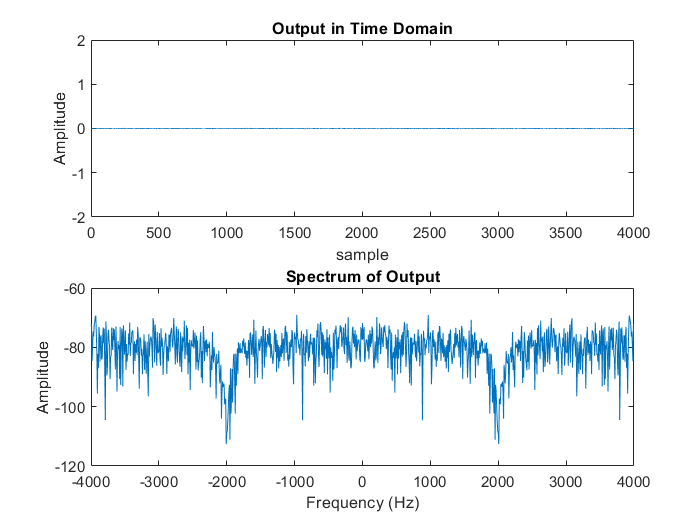 Output in Time Domain
2
1
0
-1
-2
Amplitude
0 500 1000 1500 2000 2500 3000 3500 4000
sample
Spectrum of Output
-60
-80
-100
-120
Amplitude
-4000 -3000 -2000 -1000 0 1000 2000 3000 4000
Frequency (Hz)